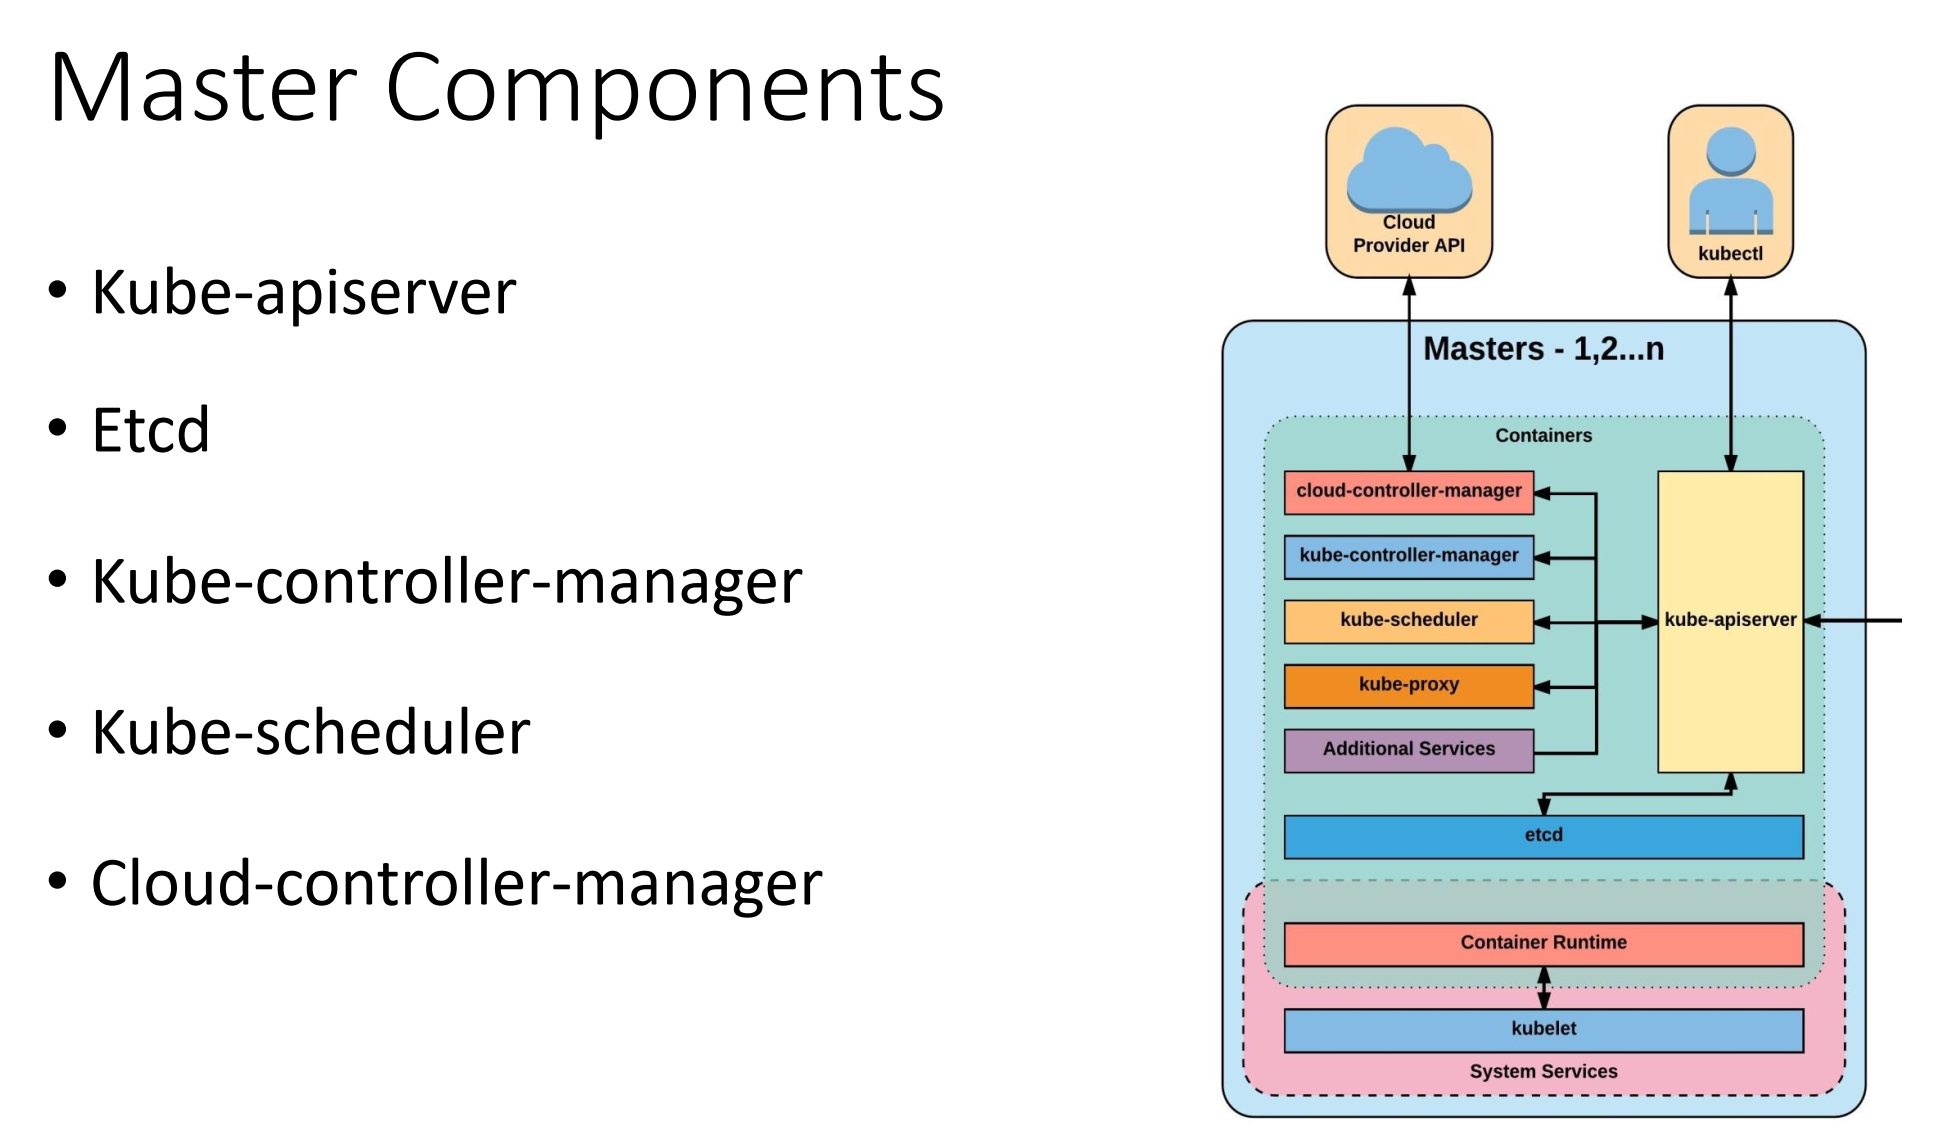 Master Components
• Kube-apiserver
• Etcd
• Kube-controller-manager
• Kube-scheduler
• Cloud-controller-manager
Cloud
Provider API
kubectl
Masters - 1,2...n
Containers
cloud-controller-manager
kube-controller-manager
kube-scheduler
kube-proxy
Additional Services
kube-apiserver
etcd
Container Runtime
kubelet
System Services